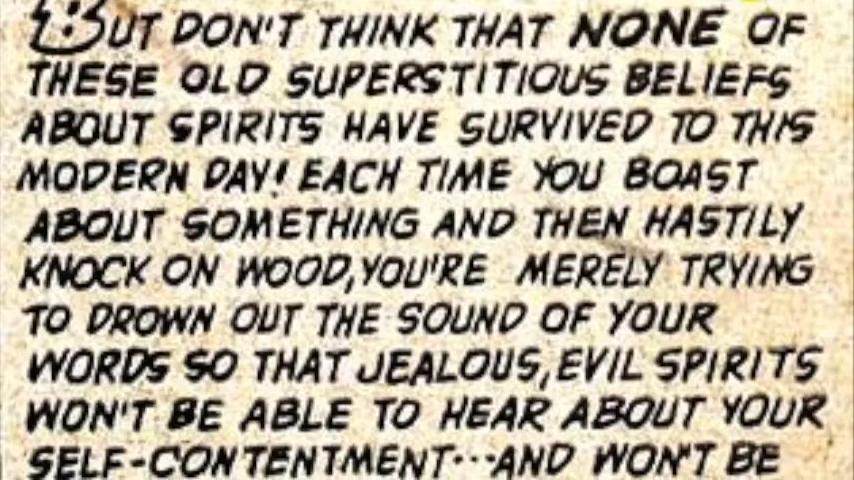 BUT DON'T THINK THAT NONE OF
THESE OLD SUPERSTITIOUS BELIEFS
ABOUT SPIRITS HAVE SURVIVED TO THIS
MODERN DAY! EACH TIME YOU BOAST
ABOUT SOMETHING AND THEN HASTILY
KNOCK ON WOOD, YOU'RE MERELY TRYING
TO DROWN OUT THE SOUND OF YOUR
WORDS SO THAT JEALOUS, EVIL SPIRITS
WON'T BE ABLE TO HEAR ABOUT YOUR
SELF-CONTENTMENT...AND WON'T BE